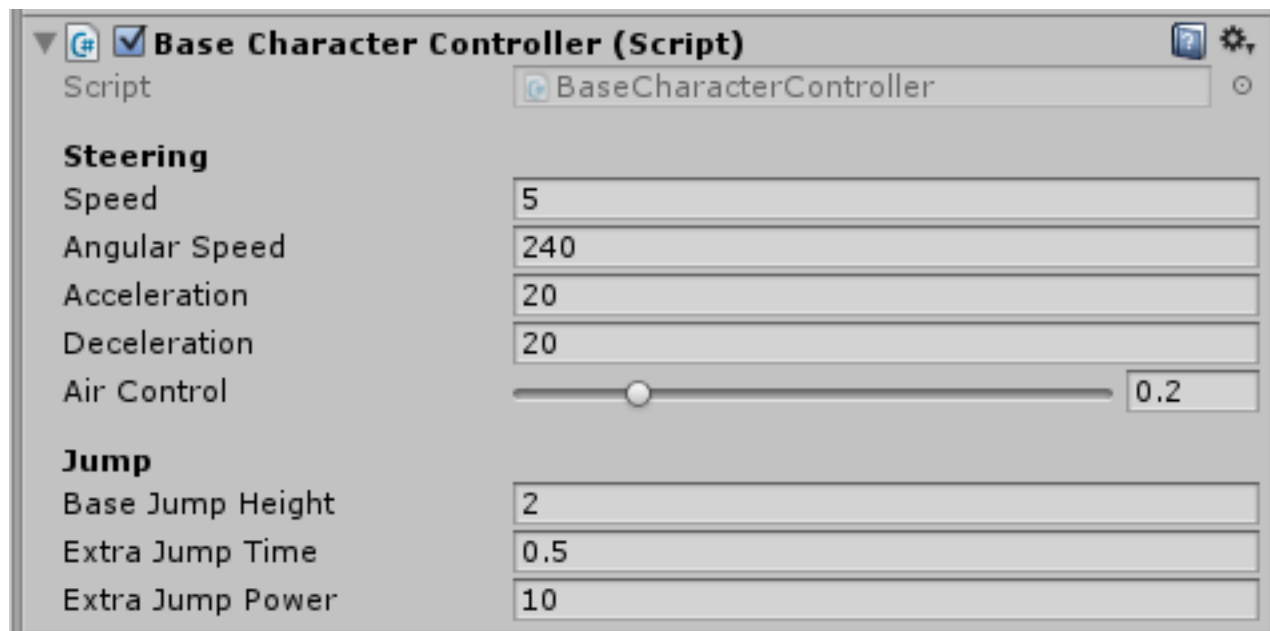 Base Character Controller (Script)
Script BaseCharacterController
Steering
Speed 5
Angular Speed 240
Acceleration 20
Deceleration 20
Air Control 0.2
Jump
Base Jump Height 2
Extra Jump Time 0.5
Extra Jump Power 10